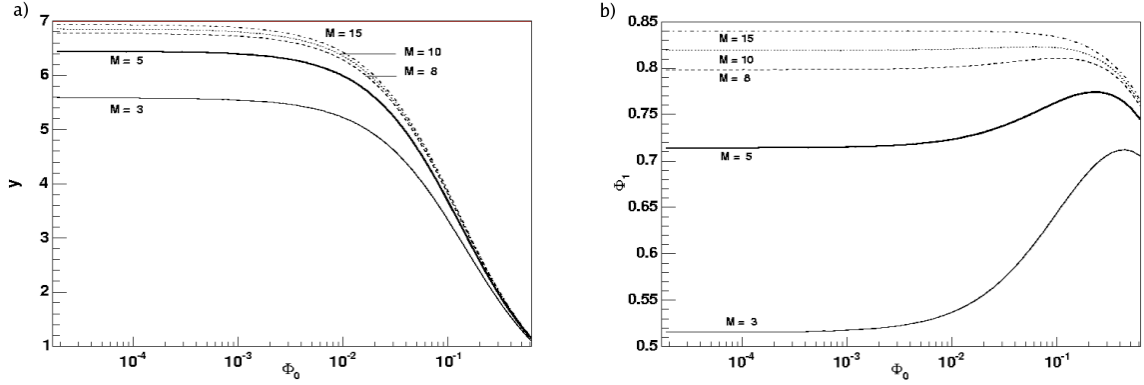 a)
7
6
5
4
3
2
1
y
M = 15
M = 10
M = 8
M = 5
M = 3
10⁻⁴
10⁻³
10⁻²
10⁻¹
Φ₀
b)
0.85
0.8
0.75
0.7
0.65
0.6
0.55
0.5
Φ₁
M = 15
M = 10
M = 8
M = 5
M = 3
10⁻⁴
10⁻³
10⁻²
10⁻¹
Φ₀